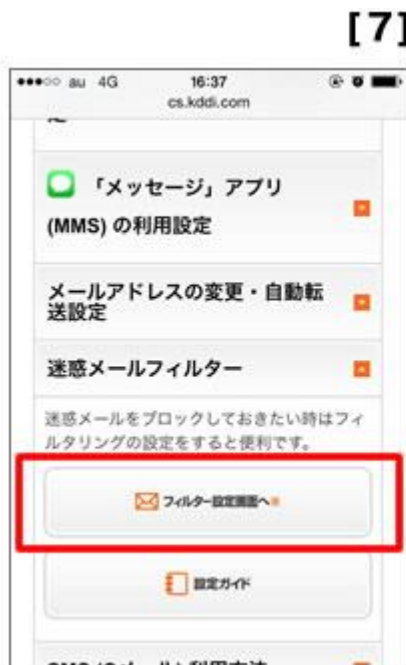 [7]
au 4G 16:37
cs.kddi.com
「メッセージ」アプリ
(MMS) の利用設定
メールアドレスの変更・自動転
送設定
迷惑メールフィルター
迷惑メールをブロックしておきたい時はフィ
ルタリングの設定をすると便利です。
フィルター設定画面へ
設定ガイド